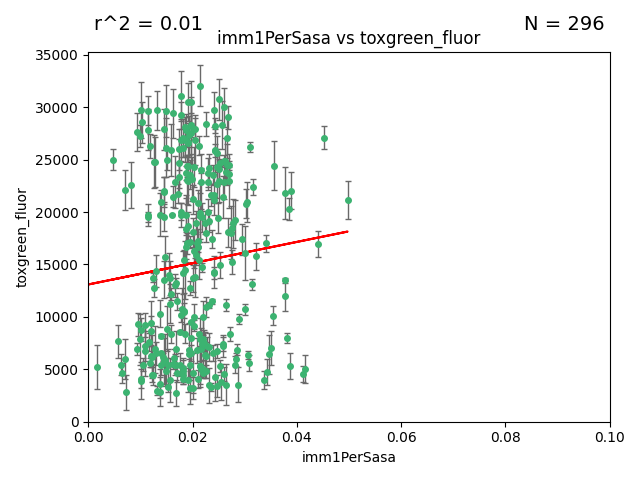 r^2 = 0.01
N = 296
imm1PerSasa vs toxgreen_fluor
35000
30000
25000
20000
15000
10000
5000
0
toxgreen_fluor
0.00
0.02
0.04
0.06
0.08
0.10
imm1PerSasa